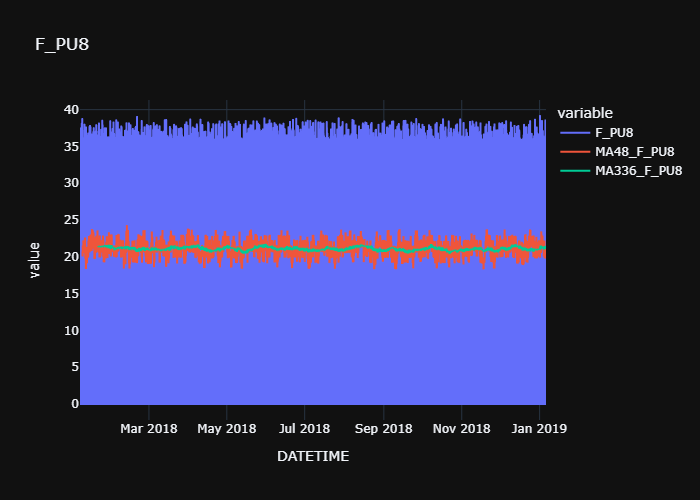 F_PU8
variable
F_PU8
MA48_F_PU8
MA336_F_PU8
value
40
35
30
25
20
15
10
5
0
Mar 2018
May 2018
Jul 2018
Sep 2018
Nov 2018
Jan 2019
DATETIME